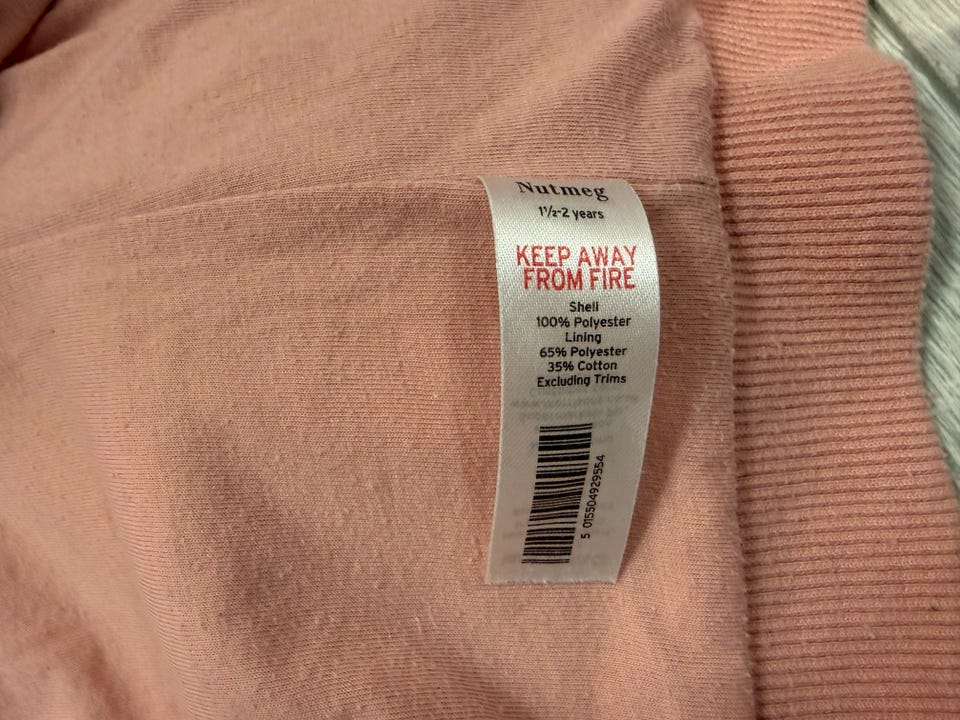 Nutmeg
1½-2 years
KEEP AWAY
FROM FIRE
Shell
100% Polyester
Lining
65% Polyester
35% Cotton
Excluding Trims
5 015504929554